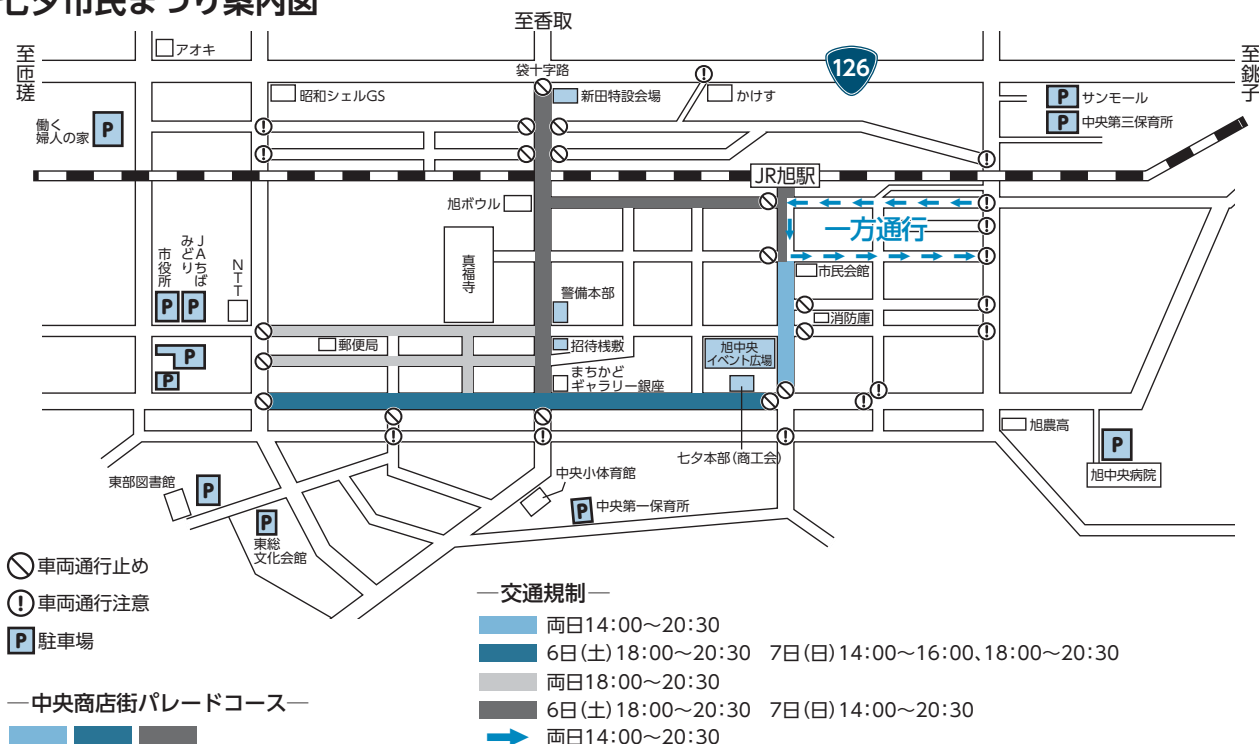 七夕市民まつり案内図
至香取
至匝瑳
至銚子
アオキ
袋十字路
126
昭和シェルGS
新田特設会場
かけす
P サンモール
P 中央第三保育所
働く
婦人の家
P
JR旭駅
旭ボウル
一方通行
市役所
JAちば
みどり
NTT
P P
真福寺
警備本部
市民会館
消防庫
郵便局
招待桟敷
旭中央
イベント広場
まちかど
ギャラリー銀座
P
P
七夕本部(商工会)
旭農高
P
旭中央病院
東部図書館
P
中央小体育館
P 中央第一保育所
P
東総
文化会館
車両通行止め
車両通行注意
P 駐車場
―中央商店街パレードコース―
―交通規制―
両日14:00～20:30
6日(土)18:00～20:30 7日(日)14:00～16:00、18:00～20:30
両日18:00～20:30
6日(土)18:00～20:30 7日(日)14:00～20:30
両日14:00～20:30